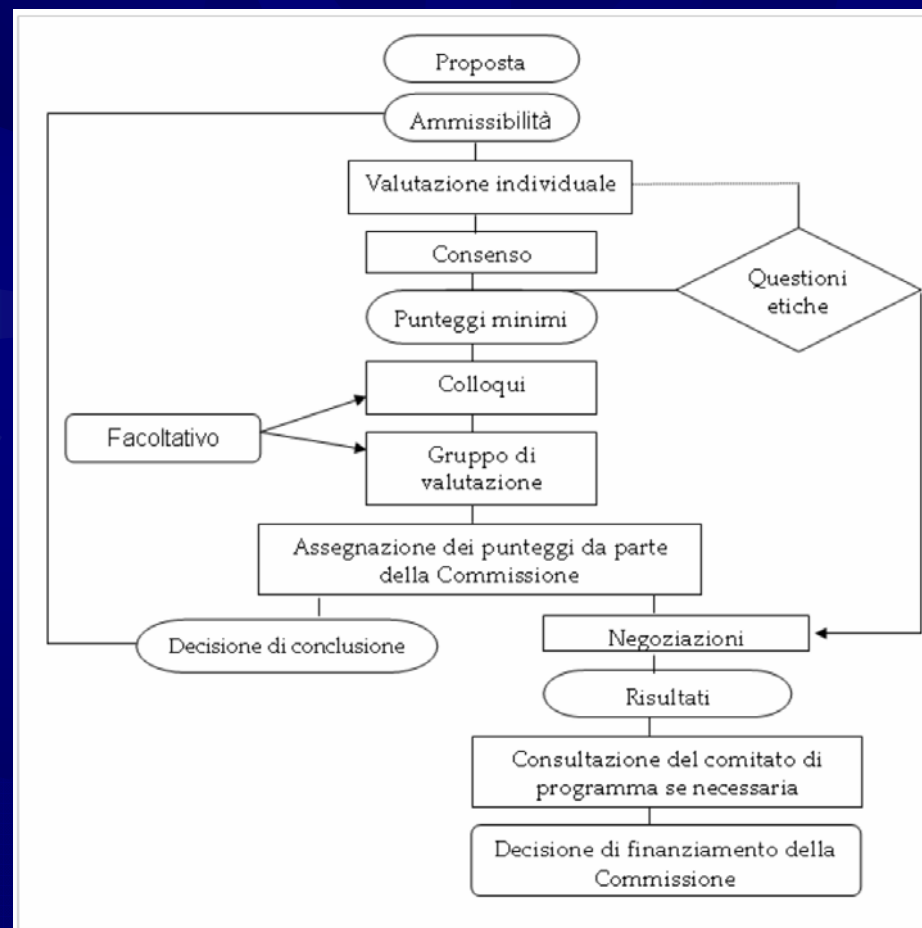 Proposta
Ammissibilità
Valutazione individuale
Consenso
Questioni
etiche
Punteggi minimi
Colloqui
Facoltativo
Gruppo di
valutazione
Assegnazione dei punteggi da parte
della Commissione
Decisione di conclusione
Negoziazioni
Risultati
Consultazione del comitato di
programma se necessaria
Decisione di finanziamento della
Commissione